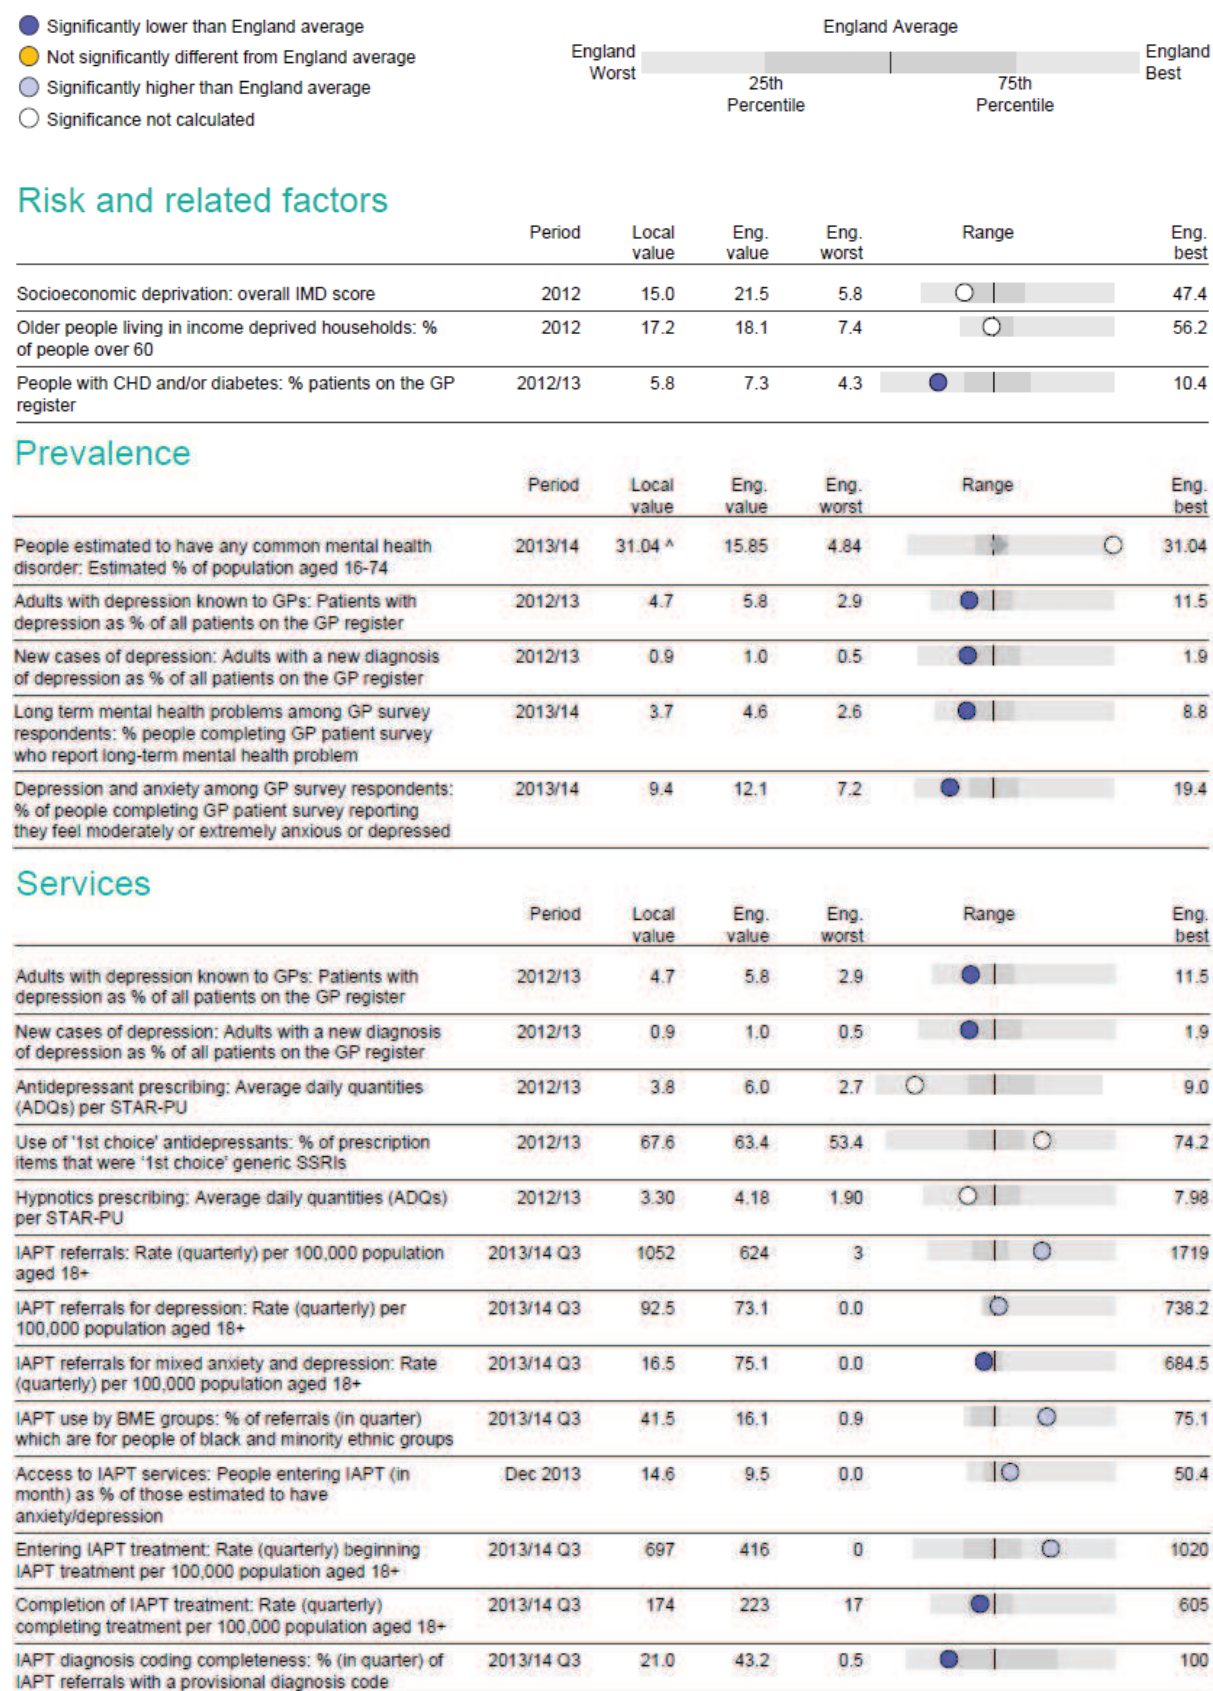 Significantly lower than England average
Not significantly different from England average
Significantly higher than England average
Significance not calculated
England Average
England
Worst
England
Best
25th
Percentile
75th
Percentile
Risk and related factors
Period Local value Eng. value Eng. worst Range Eng. best
Socioeconomic deprivation: overall IMD score 2012 15.0 21.5 5.8 47.4
Older people living in income deprived households: % 2012 17.2 18.1 7.4 56.2
of people over 60
People with CHD and/or diabetes: % patients on the GP 2012/13 5.8 7.3 4.3 10.4
register
Prevalence
Period Local value Eng. value Eng. worst Range Eng. best
People estimated to have any common mental health 2013/14 31.04 ^ 15.85 4.84 31.04
disorder: Estimated % of population aged 16-74
Adults with depression known to GPs: Patients with 2012/13 4.7 5.8 2.9 11.5
depression as % of all patients on the GP register
New cases of depression: Adults with a new diagnosis 2012/13 0.9 1.0 0.5 1.9
of depression as % of all patients on the GP register
Long term mental health problems among GP survey 2013/14 3.7 4.6 2.6 8.8
respondents: % people completing GP patient survey
who report long-term mental health problem
Depression and anxiety among GP survey respondents: 2013/14 9.4 12.1 7.2 19.4
% of people completing GP patient survey reporting
they feel moderately or extremely anxious or depressed
Services
Period Local value Eng. value Eng. worst Range Eng. best
Adults with depression known to GPs: Patients with 2012/13 4.7 5.8 2.9 11.5
depression as % of all patients on the GP register
New cases of depression: Adults with a new diagnosis 2012/13 0.9 1.0 0.5 1.9
of depression as % of all patients on the GP register
Antidepressant prescribing: Average daily quantities 2012/13 3.8 6.0 2.7 9.0
(ADQs) per STAR-PU
Use of '1st choice' antidepressants: % of prescription 2012/13 67.6 63.4 53.4 74.2
items that were '1st choice' generic SSRIs
Hypnotics prescribing: Average daily quantities (ADQs) 2012/13 3.30 4.18 1.90 7.98
per STAR-PU
IAPT referrals: Rate (quarterly) per 100,000 population 2013/14 Q3 1052 624 3 1719
aged 18+
IAPT referrals for depression: Rate (quarterly) per 2013/14 Q3 92.5 73.1 0.0 738.2
100,000 population aged 18+
IAPT referrals for mixed anxiety and depression: Rate 2013/14 Q3 16.5 75.1 0.0 684.5
(quarterly) per 100,000 population aged 18+
IAPT use by BME groups: % of referrals (in quarter) 2013/14 Q3 41.5 16.1 0.9 75.1
which are for people of black and minority ethnic groups
Access to IAPT services: People entering IAPT (in Dec 2013 14.6 9.5 0.0 50.4
month) as % of those estimated to have
anxiety/depression
Entering IAPT treatment: Rate (quarterly) beginning 2013/14 Q3 697 416 0 1020
IAPT treatment per 100,000 population aged 18+
Completion of IAPT treatment: Rate (quarterly) 2013/14 Q3 174 223 17 605
completing treatment per 100,000 population aged 18+
IAPT diagnosis coding completeness: % (in quarter) of 2013/14 Q3 21.0 43.2 0.5 100
IAPT referrals with a provisional diagnosis code